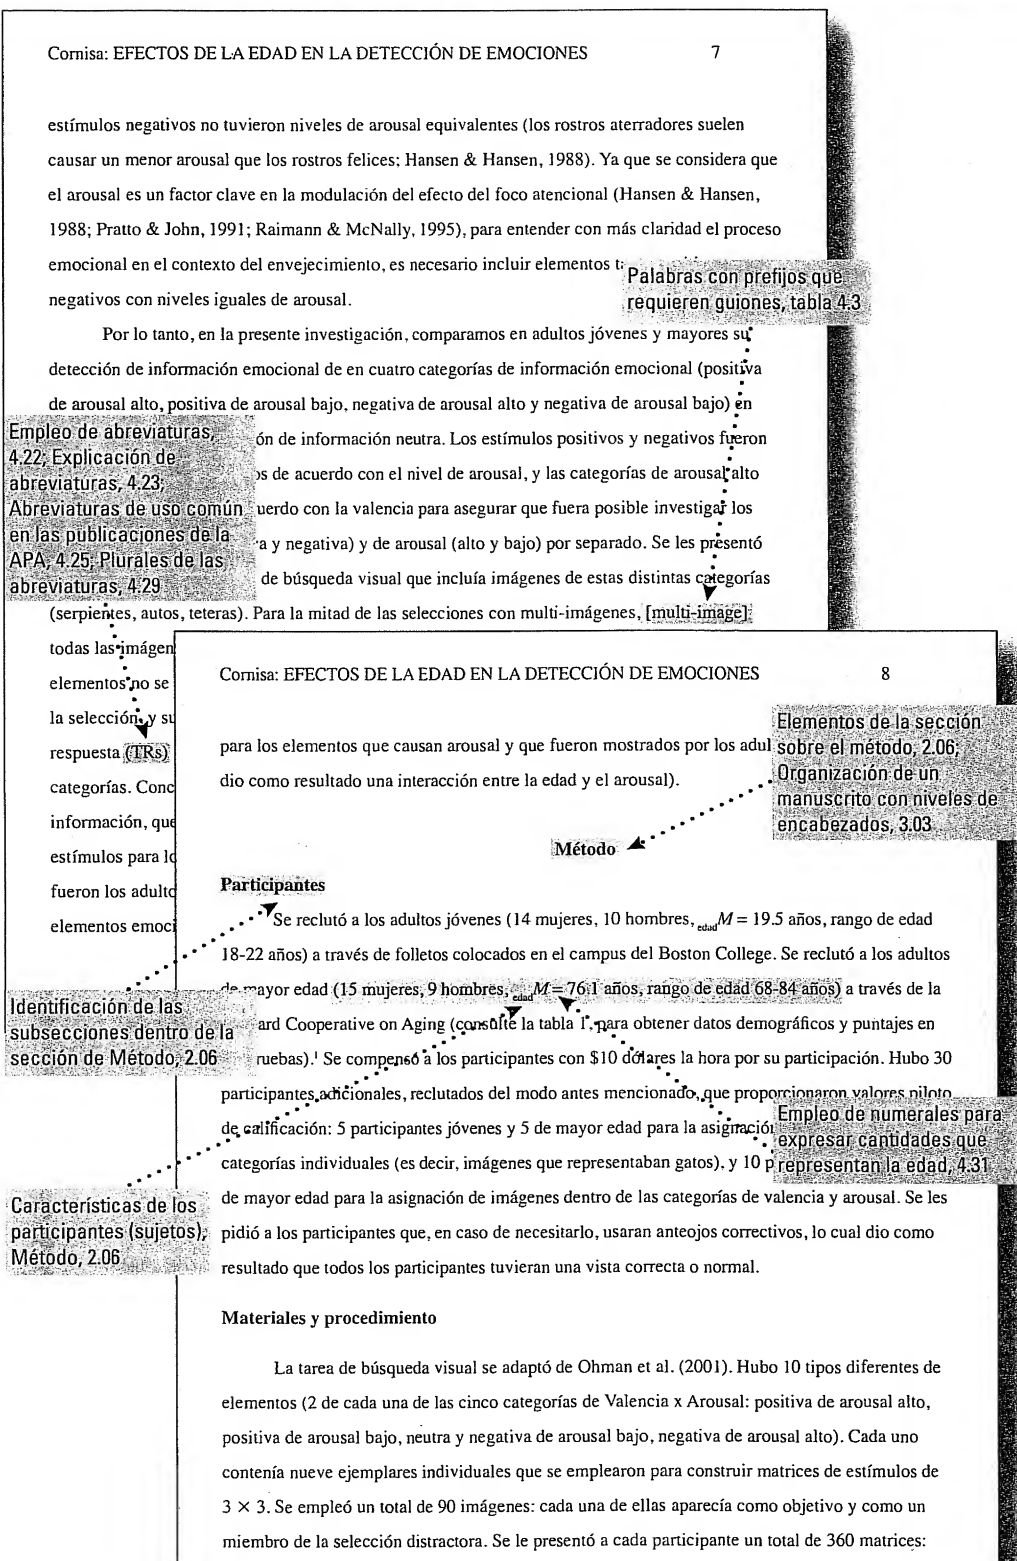 Cornisa: EFECTOS DE LA EDAD EN LA DETECCIÓN DE EMOCIONES 7
estímulos negativos no tuvieron niveles de arousal equivalentes (los rostros aterradores suelen
causar un menor arousal que los rostros felices; Hansen & Hansen, 1988). Ya que se considera que
el arousal es un factor clave en la modulación del efecto del foco atencional (Hansen & Hansen,
1988; Pratto & John, 1991; Raimann & McNally, 1995), para entender con más claridad el proceso
emocional en el contexto del envejecimiento, es necesario incluir elementos
negativos con niveles iguales de arousal.
Palabras con prefijos que
requieren guiones, tabla 4.3
Por lo tanto, en la presente investigación, comparamos en adultos jóvenes y mayores su
detección de información emocional de en cuatro categorías de información emocional (positiva
de arousal alto, positiva de arousal bajo, negativa de arousal alto y negativa de arousal bajo) en
ón de información neutra. Los estímulos positivos y negativos fueron
os de acuerdo con el nivel de arousal, y las categorías de arousal alto
uerdo con la valencia para asegurar que fuera posible investigar los
a y negativa) y de arousal (alto y bajo) por separado. Se les presentó
de búsqueda visual que incluía imágenes de estas distintas categorías
(serpientes, autos, teteras). Para la mitad de las selecciones con multi-imágenes, [multi-image]
todas las imágen
elementos no se
la selección, y su
respuesta (TRs)
categorías. Conc
información, que
estímulos para lo
fueron los adulto
elementos emoci
Empleo de abreviaturas,
4.22; Explicación de
abreviaturas, 4.23;
Abreviaturas de uso común
en las publicaciones de la
APA, 4.25; Plurales de las
abreviaturas, 4.29
Cornisa: EFECTOS DE LA EDAD EN LA DETECCIÓN DE EMOCIONES 8
para los elementos que causan arousal y que fueron mostrados por los adul
dio como resultado una interacción entre la edad y el arousal).
Elementos de la sección
sobre el método, 2.06;
Organización de un
manuscrito con niveles de
encabezados, 3.03
Método
Participantes
Se reclutó a los adultos jóvenes (14 mujeres, 10 hombres, edad M = 19.5 años, rango de edad
18-22 años) a través de folletos colocados en el campus del Boston College. Se reclutó a los adultos
de mayor edad (15 mujeres, 9 hombres, edad M = 76.1 años, rango de edad 68-84 años) a través de la
ard Cooperative on Aging (consulte la tabla 1, para obtener datos demográficos y puntajes en
ruebas).¹ Se compensó a los participantes con $10 dólares la hora por su participación. Hubo 30
participantes adicionales, reclutados del modo antes mencionado, que proporcionaron valores piloto
de calificación: 5 participantes jóvenes y 5 de mayor edad para la asignación
categorías individuales (es decir, imágenes que representaban gatos), y 10 p
de mayor edad para la asignación de imágenes dentro de las categorías de valencia y arousal. Se les
pidió a los participantes que, en caso de necesitarlo, usaran anteojos correctivos, lo cual dio como
resultado que todos los participantes tuvieran una vista correcta o normal.
Identificación de las
subsecciones dentro de la
sección de Método, 2.06
Empleo de numerales para
expresar cantidades que
representan la edad, 4.31
Características de los
participantes (sujetos),
Método, 2.06
Materiales y procedimiento
La tarea de búsqueda visual se adaptó de Ohman et al. (2001). Hubo 10 tipos diferentes de
elementos (2 de cada una de las cinco categorías de Valencia x Arousal: positiva de arousal alto,
positiva de arousal bajo, neutra y negativa de arousal bajo, negativa de arousal alto). Cada uno
contenía nueve ejemplares individuales que se emplearon para construir matrices de estímulos de
3 × 3. Se empleó un total de 90 imágenes: cada una de ellas aparecía como objetivo y como un
miembro de la selección distractora. Se le presentó a cada participante un total de 360 matrices: